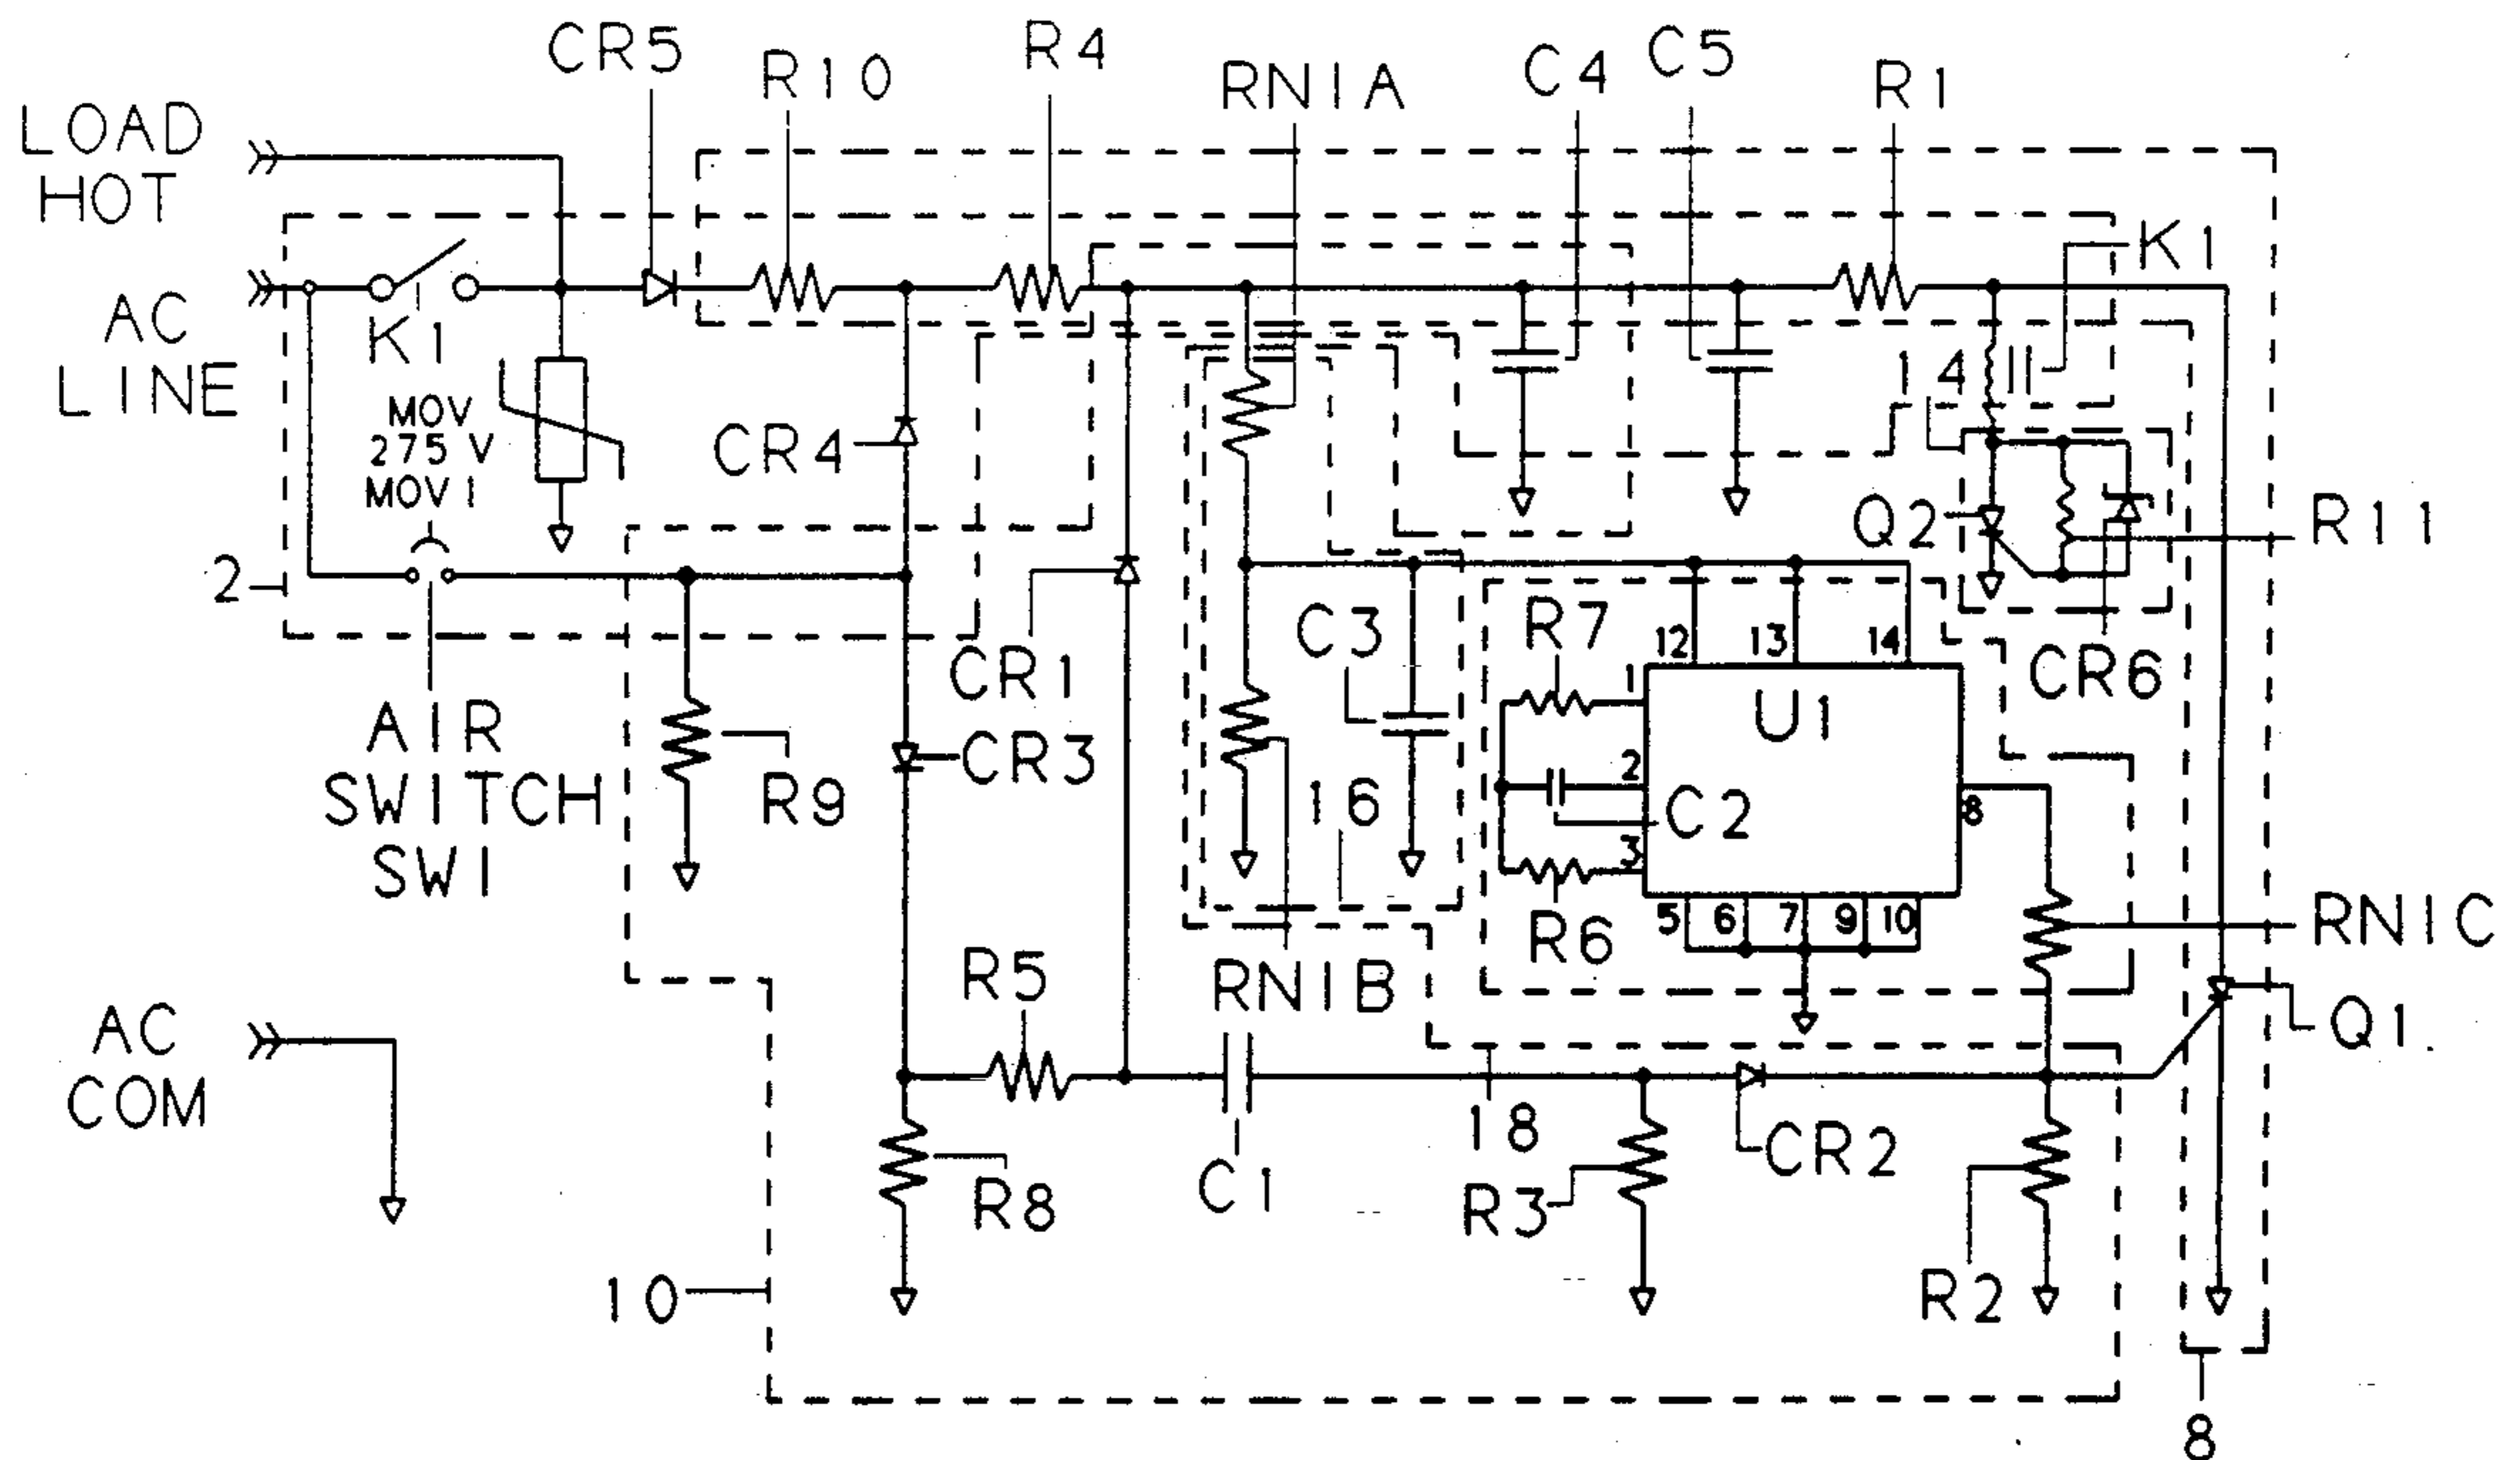 CR5
R10
R4
RN1A
C4
C5
R1
LOAD
HOT
K1
AC
LINE
K1
MOV
275 V
MOV1
CR4
14
Q2
R11
2
CR1
C3
R7
12
13
14
CR6
1
U1
AIR
SWITCH
SW1
R9
CR3
16
2
C2
8
3
R6
5
6
7
9
10
RN1C
R5
RN1B
AC
COM
Q1
18
CR2
C1
R3
R8
R2
10
8